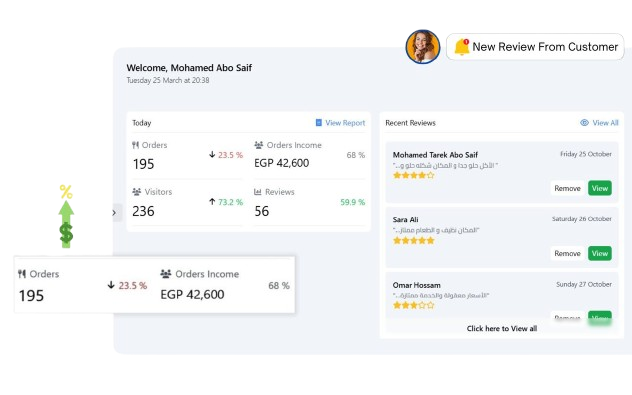 New Review From Customer
Welcome, Mohamed Abo Saif
Tuesday 25 March at 20:38
Today
View Report
Orders
195
23.5 %
Orders Income
EGP 42,600
68 %
Visitors
236
73.2 %
Reviews
56
59.9 %
Recent Reviews
View All
Mohamed Tarek Abo Saif
Friday 25 October
"الأكل حلو جدا و المكان شكله حلو و..."
Remove
View
Sara Ali
Saturday 26 October
"المكان نظيف و الطعام ممتاز..."
Remove
View
Omar Hossam
Sunday 27 October
"الأسعار معقولة والخدمة ممتازة..."
Remove
View
Click here to View all
%
$
Orders
195
23.5 %
Orders Income
EGP 42,600
68 %